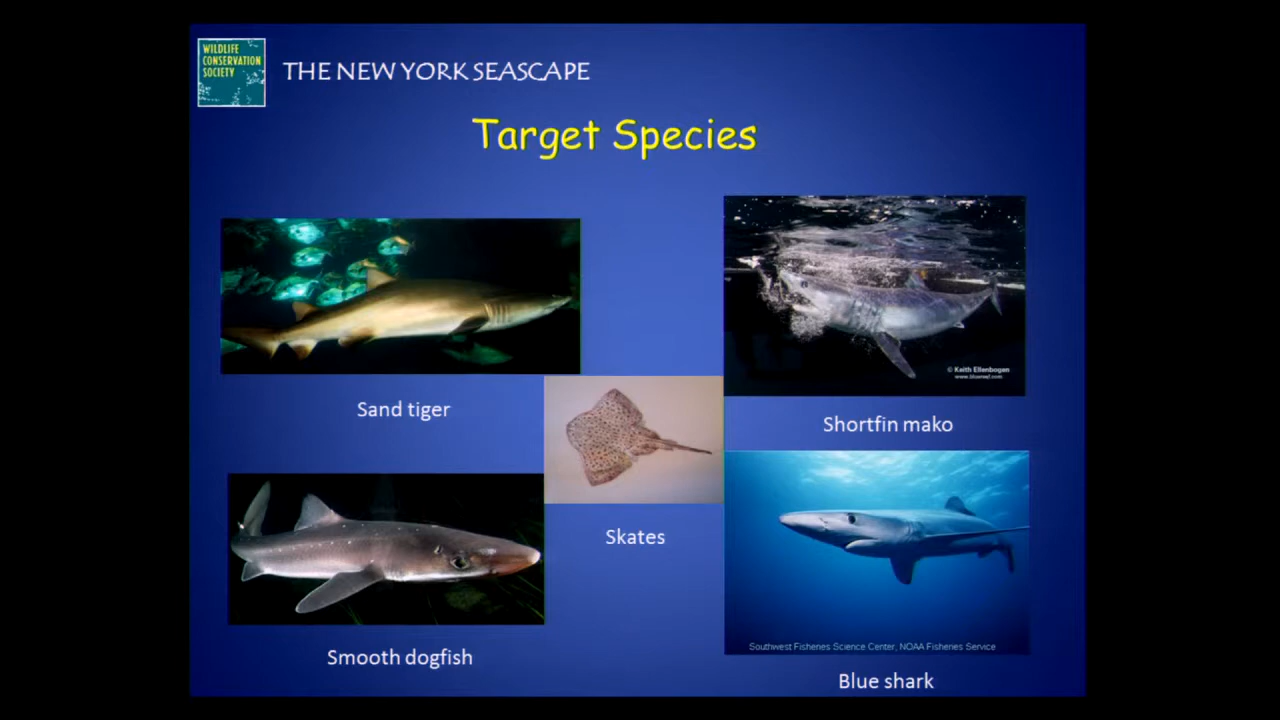 WILDLIFE
CONSERVATION
SOCIETY
THE NEW YORK SEASCAPE
Target Species
© Keith Ellenbogen
www.bluereef.com
Sand tiger
Shortfin mako
Skates
Southwest Fisheries Science Center, NOAA Fisheries Service
Smooth dogfish
Blue shark